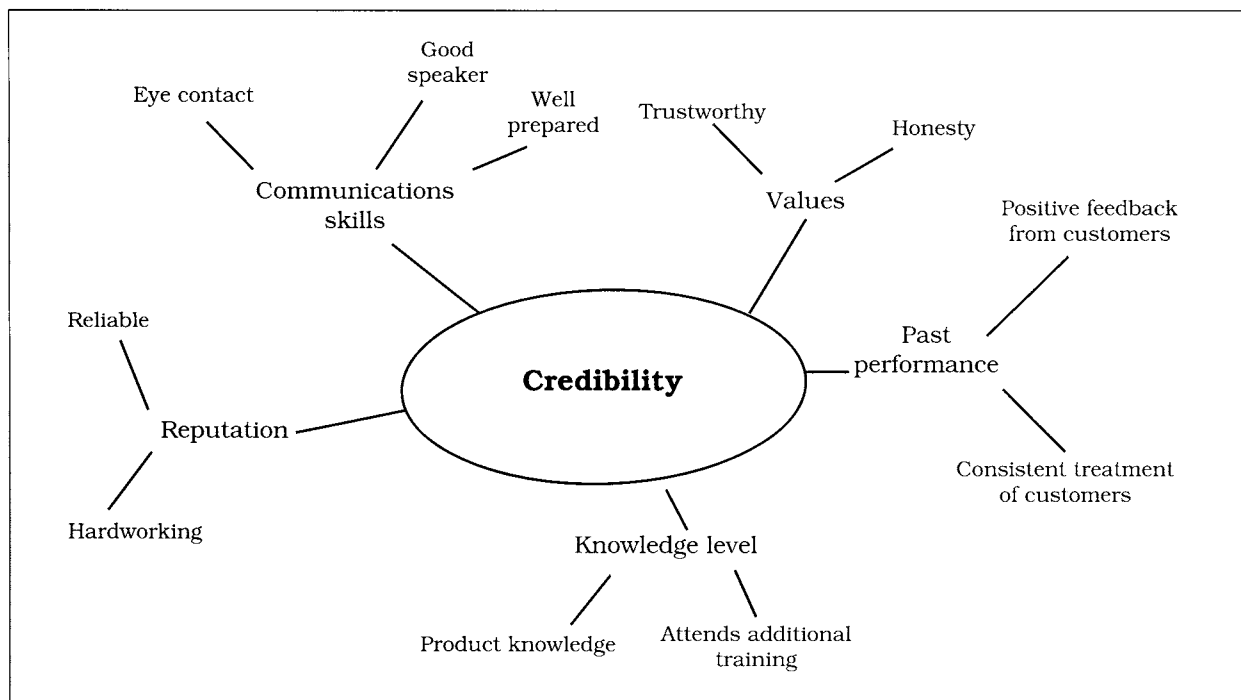 Good
speaker
Eye contact
Well
prepared
Communications
skills
Trustworthy
Honesty
Values
Positive feedback
from customers
Past
performance
Consistent treatment
of customers
Reliable
Reputation
Hardworking
Credibility
Knowledge level
Product knowledge
Attends additional
training